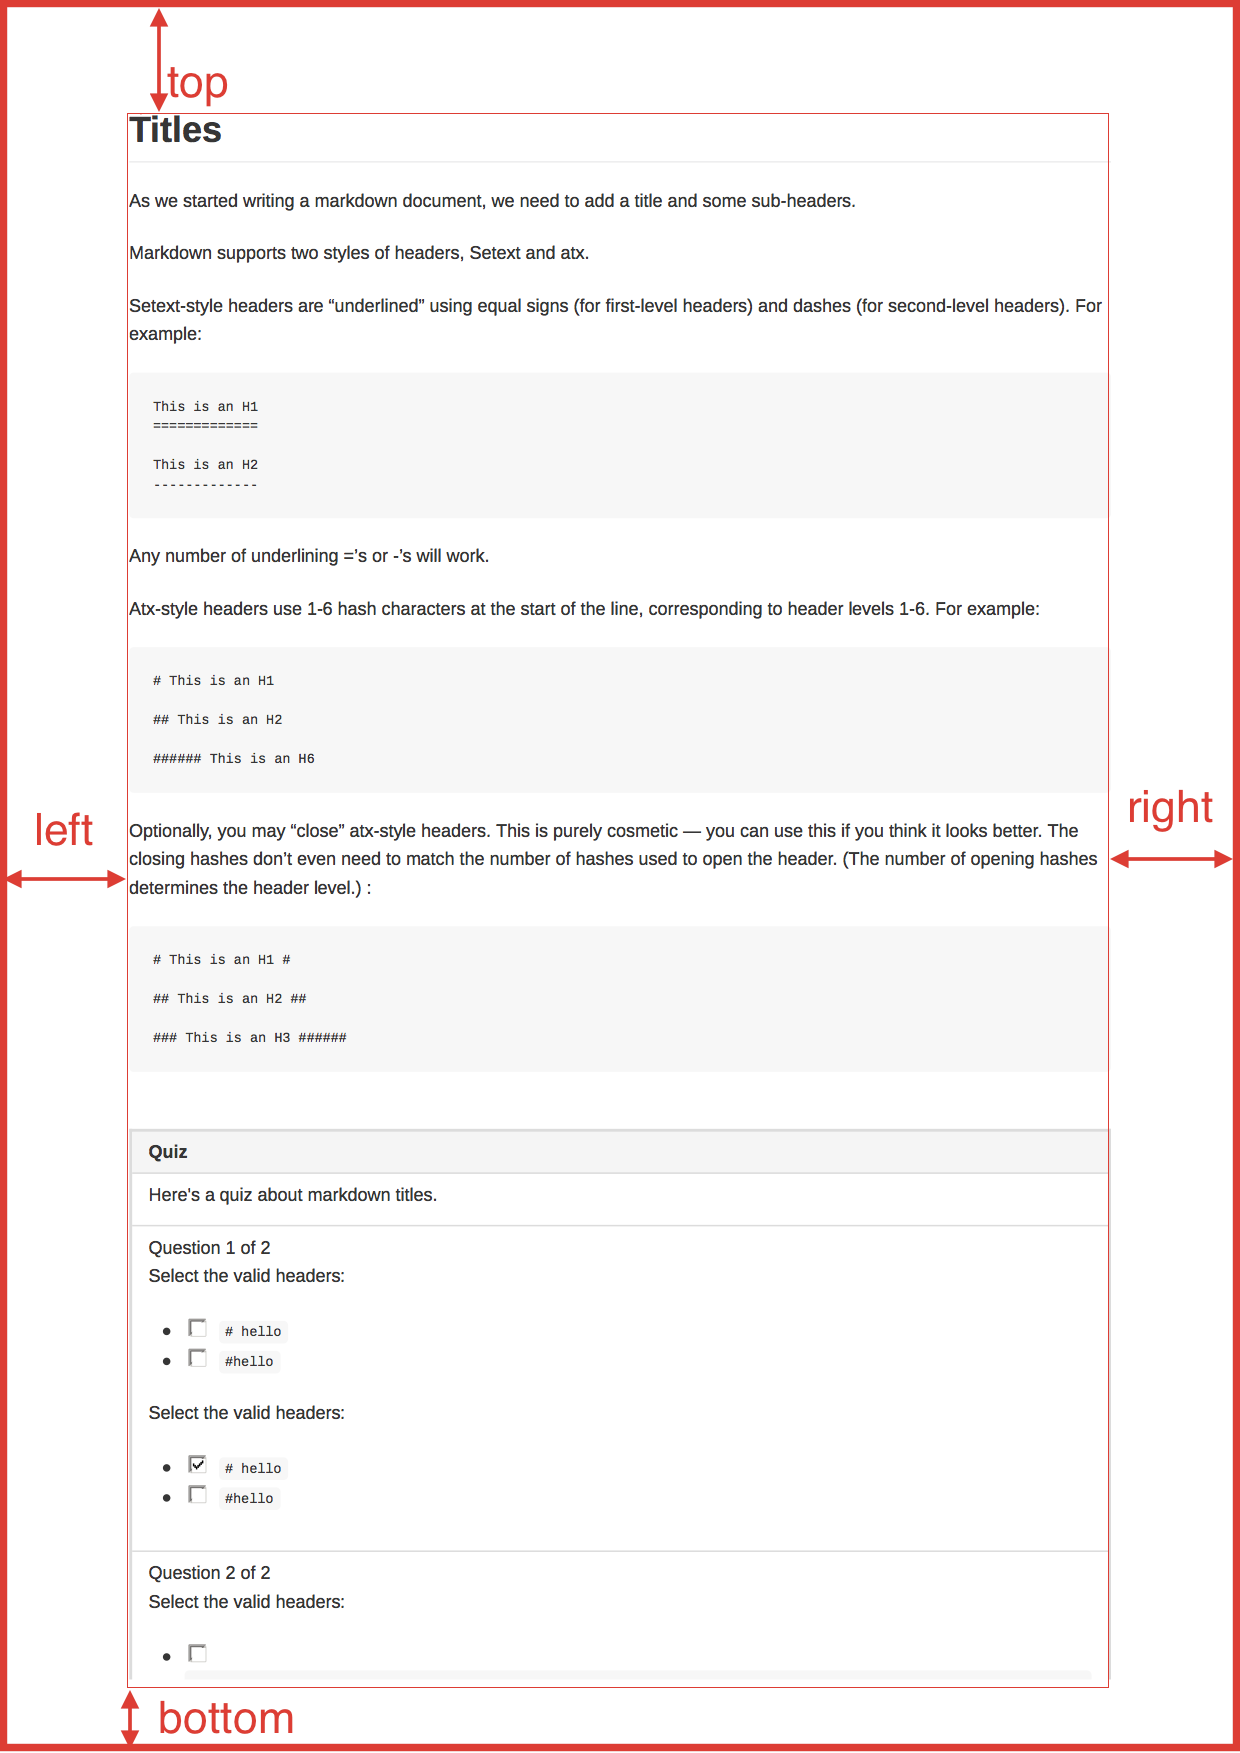 top
Titles
As we started writing a markdown document, we need to add a title and some sub-headers.
Markdown supports two styles of headers, Setext and atx.
Setext-style headers are “underlined” using equal signs (for first-level headers) and dashes (for second-level headers). For
example:
This is an H1
=============
This is an H2
-------------
Any number of underlining =’s or -’s will work.
Atx-style headers use 1-6 hash characters at the start of the line, corresponding to header levels 1-6. For example:
# This is an H1
## This is an H2
###### This is an H6
left
right
Optionally, you may “close” atx-style headers. This is purely cosmetic — you can use this if you think it looks better. The
closing hashes don’t even need to match the number of hashes used to open the header. (The number of opening hashes
determines the header level.) :
# This is an H1 #
## This is an H2 ##
### This is an H3 ######
Quiz
Here's a quiz about markdown titles.
Question 1 of 2
Select the valid headers:
# hello
#hello
Select the valid headers:
# hello
#hello
Question 2 of 2
Select the valid headers:
bottom